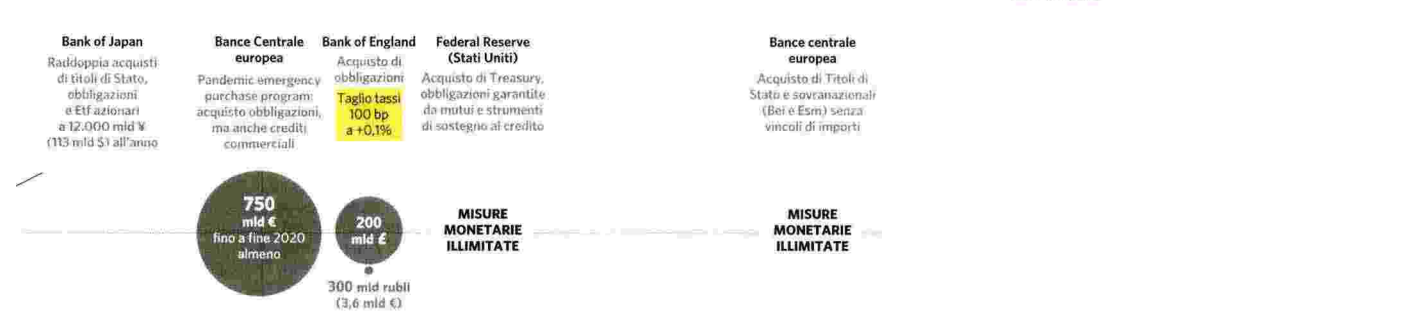 Bank of Japan
Raddoppia acquisti
di titoli di Stato,
obbligazioni
e Etf azionari
a 12.000 mld ¥
(113 mld $) all'anno
Bance Centrale
europea
Pandemic emergency
purchase program:
acquisto obbligazioni,
ma anche crediti
commerciali
Bank of England
Acquisto di
obbligazioni
Taglio tassi
100 bp
a +0,1%
Federal Reserve
(Stati Uniti)
Acquisto di Treasury,
obbligazioni garantite
da mutui e strumenti
di sostegno al credito
Bance centrale
europea
Acquisto di Titoli di
Stato e sovranazionali
(Bei e Esm) senza
vincoli di importi
750
mld €
fino a fine 2020
almeno
200
mld £
300 mld rubli
(3,6 mld €)
MISURE
MONETARIE
ILLIMITATE
MISURE
MONETARIE
ILLIMITATE